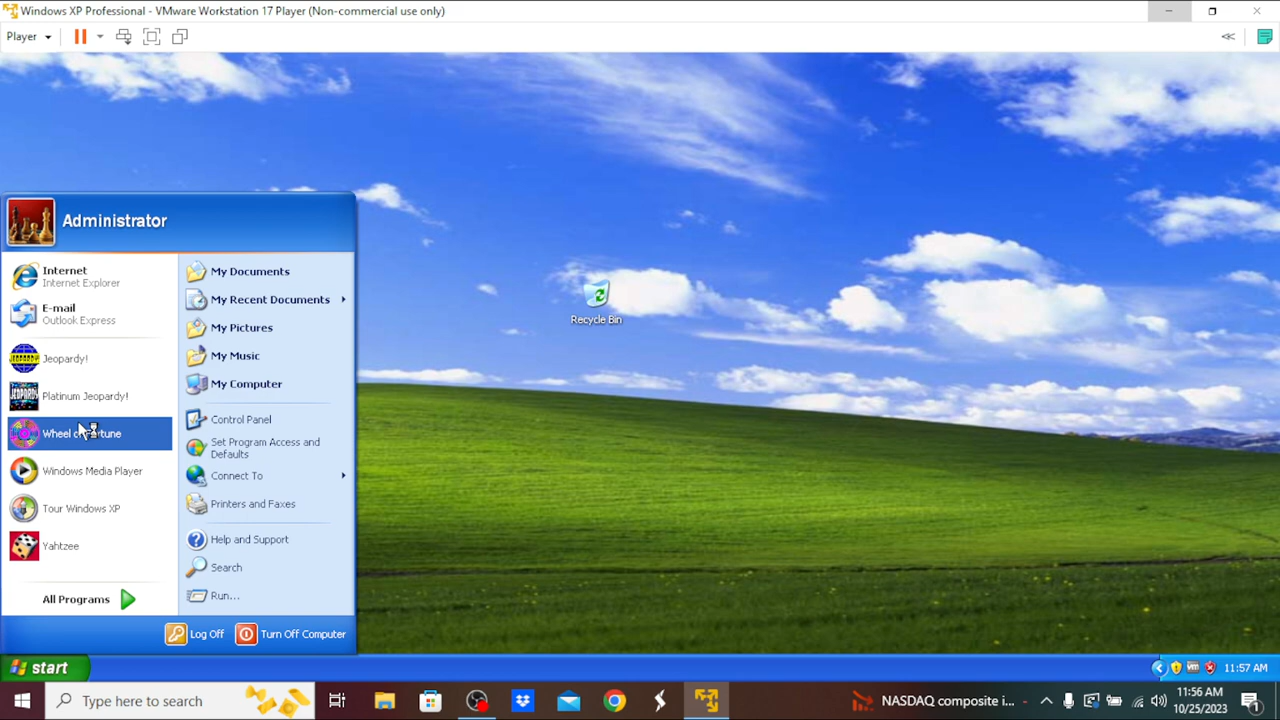 Windows XP Professional - VMware Workstation 17 Player (Non-commercial use only)
Player
Administrator
Internet
Internet Explorer
E-mail
Outlook Express
Jeopardy!
Platinum Jeopardy!
Windows Media Player
Tour Windows XP
Yahtzee
All Programs
My Documents
My Recent Documents
My Pictures
My Music
My Computer
Control Panel
Set Program Access and
Defaults
Connect To
Printers and Faxes
Help and Support
Search
Run...
Log Off
Turn Off Computer
Recycle Bin
Wheel of Fortune
start
11:57 AM
Type here to search
NASDAQ composite i...
11:56 AM
10/25/2023
1